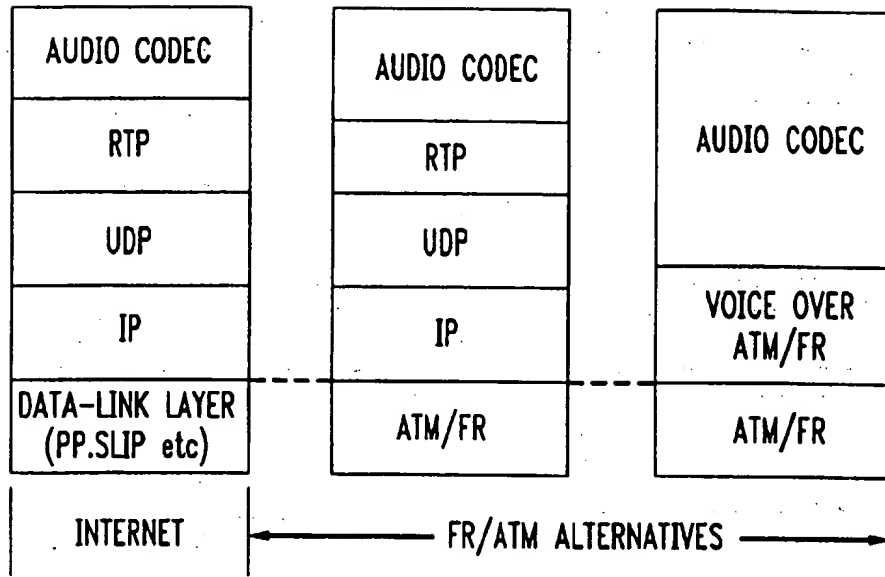 AUDIO CODEC
RTP
UDP
IP
DATA-LINK LAYER
(PP.SLIP etc)
INTERNET
AUDIO CODEC
RTP
UDP
IP
ATM/FR
AUDIO CODEC
VOICE OVER
ATM/FR
ATM/FR
FR/ATM ALTERNATIVES